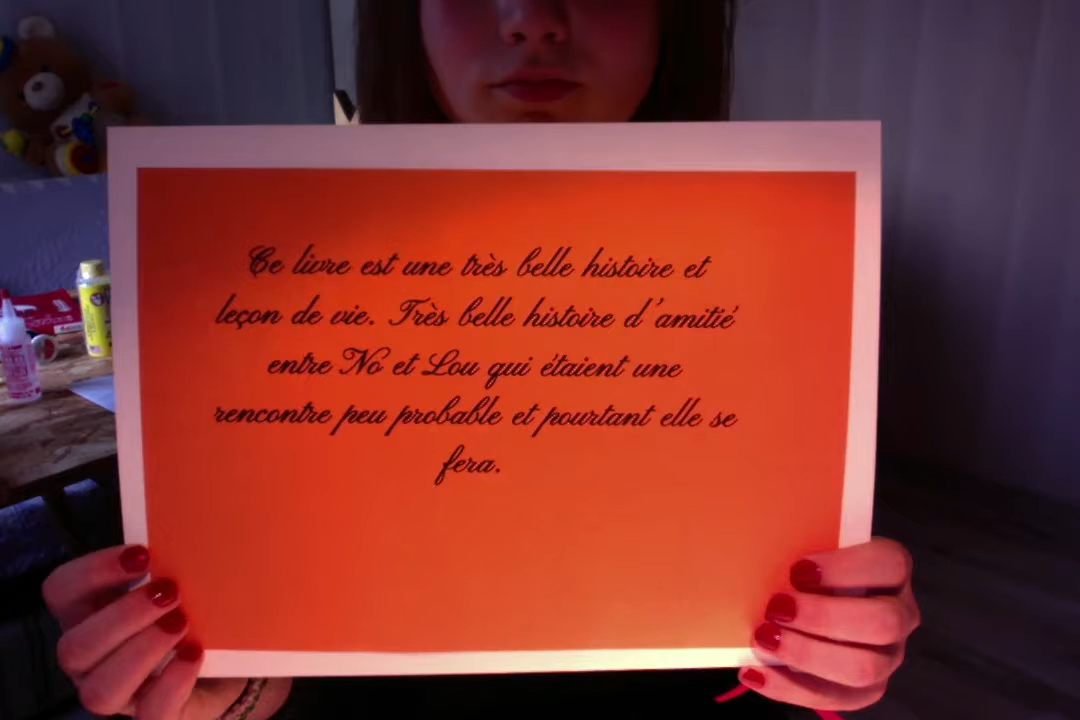 Ce livre est une très belle histoire et
leçon de vie. Très belle histoire d'amitié
entre No et Lou qui étaient une
rencontre peu probable et pourtant elle se
fera.